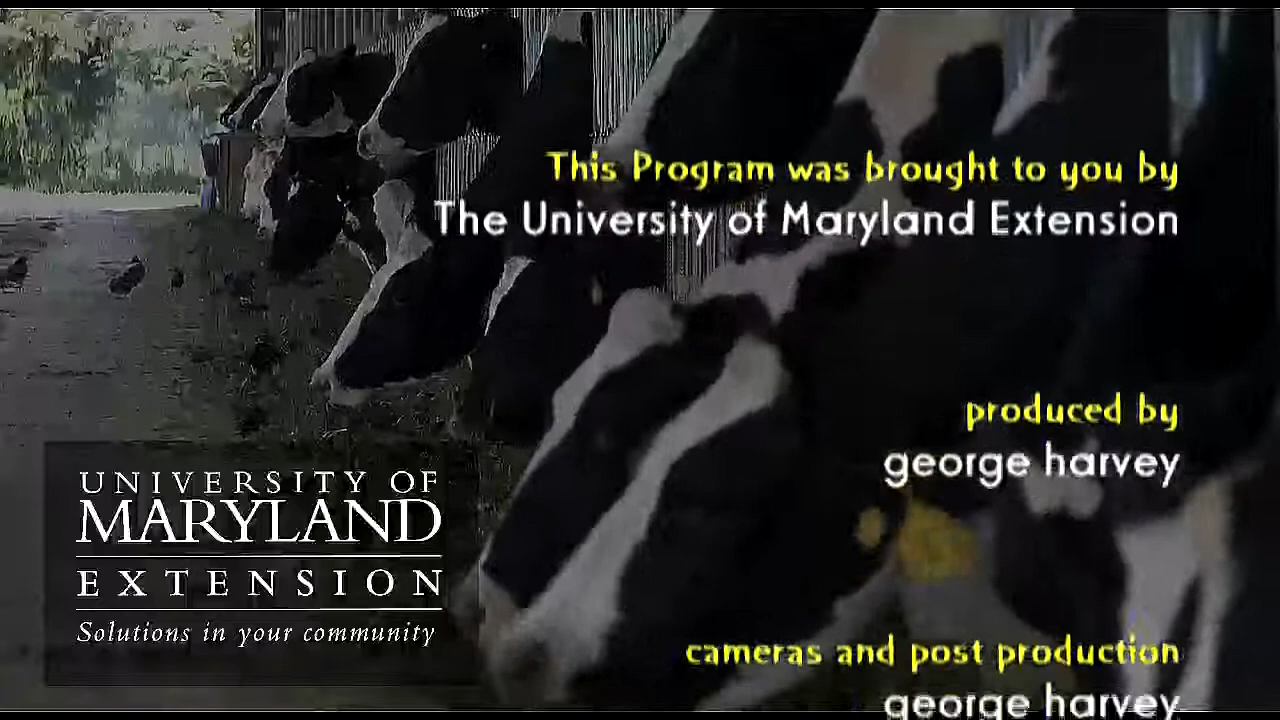 This Program was brought to you by
The University of Maryland Extension
produced by
george harvey
UNIVERSITY OF
MARYLAND
EXTENSION
Solutions in your community
cameras and post production
george harvey